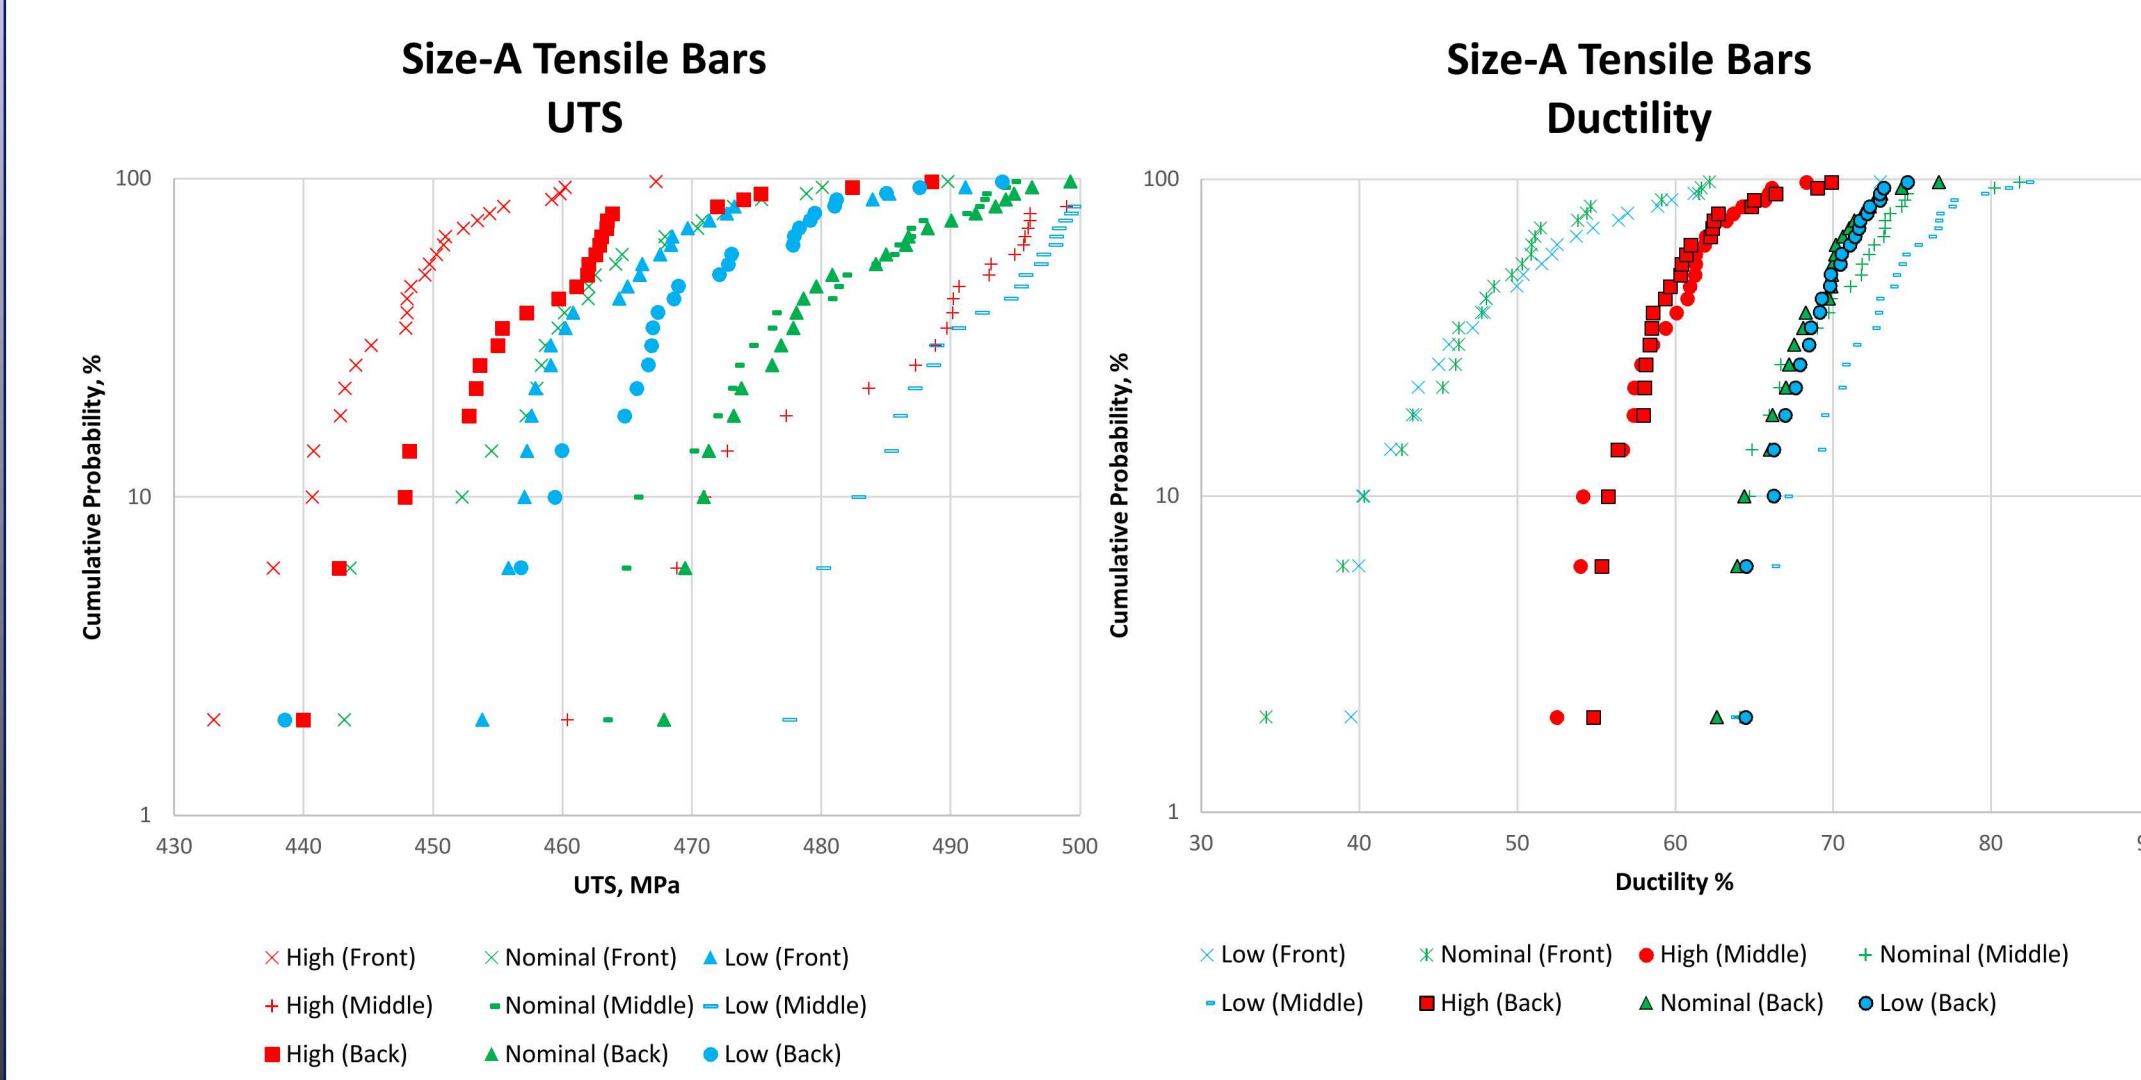 Size-A Tensile Bars
UTS
Cumulative Probability, %
100
10
1
430 440 450 460 470 480 490 500
UTS, MPa
High (Front) Nominal (Front) Low (Front)
High (Middle) Nominal (Middle) Low (Middle)
High (Back) Nominal (Back) Low (Back)
Size-A Tensile Bars
Ductility
Cumulative Probability, %
100
10
1
30 40 50 60 70 80
Ductility %
Low (Front) Nominal (Front) High (Middle) Nominal (Middle)
Low (Middle) High (Back) Nominal (Back) Low (Back)